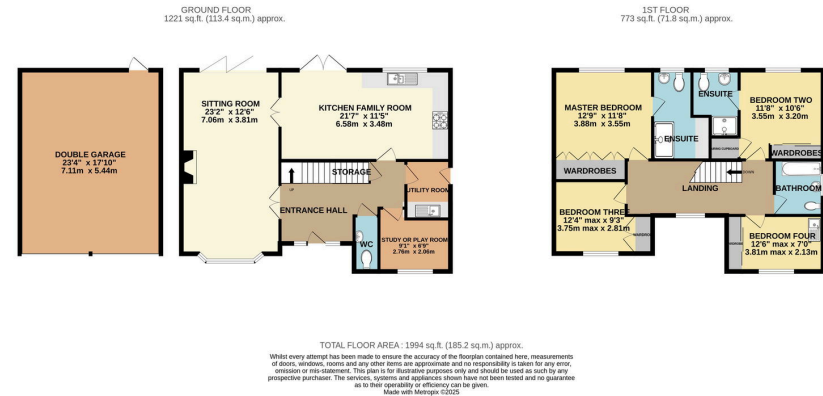 GROUND FLOOR
1221 sq.ft. (113.4 sq.m.) approx.
1ST FLOOR
773 sq.ft. (71.8 sq.m.) approx.
DOUBLE GARAGE
23'4" x 17'10"
7.11m x 5.44m
SITTING ROOM
23'2" x 12'6"
7.06m x 3.81m
KITCHEN FAMILY ROOM
21'7" x 11'5"
6.58m x 3.48m
STORAGE
UP
ENTRANCE HALL
UTILITY ROOM
WC
STUDY OR PLAY ROOM
9'1" x 6'9"
2.76m x 2.06m
MASTER BEDROOM
12'9" x 11'8"
3.88m x 3.55m
WARDROBES
ENSUITE
ENSUITE
BEDROOM TWO
11'8" x 10'6"
3.55m x 3.20m
WARDROBES
CUPBOARD
DOWN
LANDING
BATHROOM
BEDROOM THREE
12'4" max x 9'3"
3.75m max x 2.81m
WARDROBE
BEDROOM FOUR
12'6" max x 7'0"
3.81m max x 2.13m
WARDROBE
TOTAL FLOOR AREA : 1994 sq.ft. (185.2 sq.m.) approx.
Whilst every attempt has been made to ensure the accuracy of the floorplan contained here, measurements
of doors, windows, rooms and any other items are approximate and no responsibility is taken for any error,
omission or mis-statement. This plan is for illustrative purposes only and should be used as such by any
prospective purchaser. The services, systems and appliances shown have not been tested and no guarantee
as to their operability or efficiency can be given.
Made with Metropix ©2025